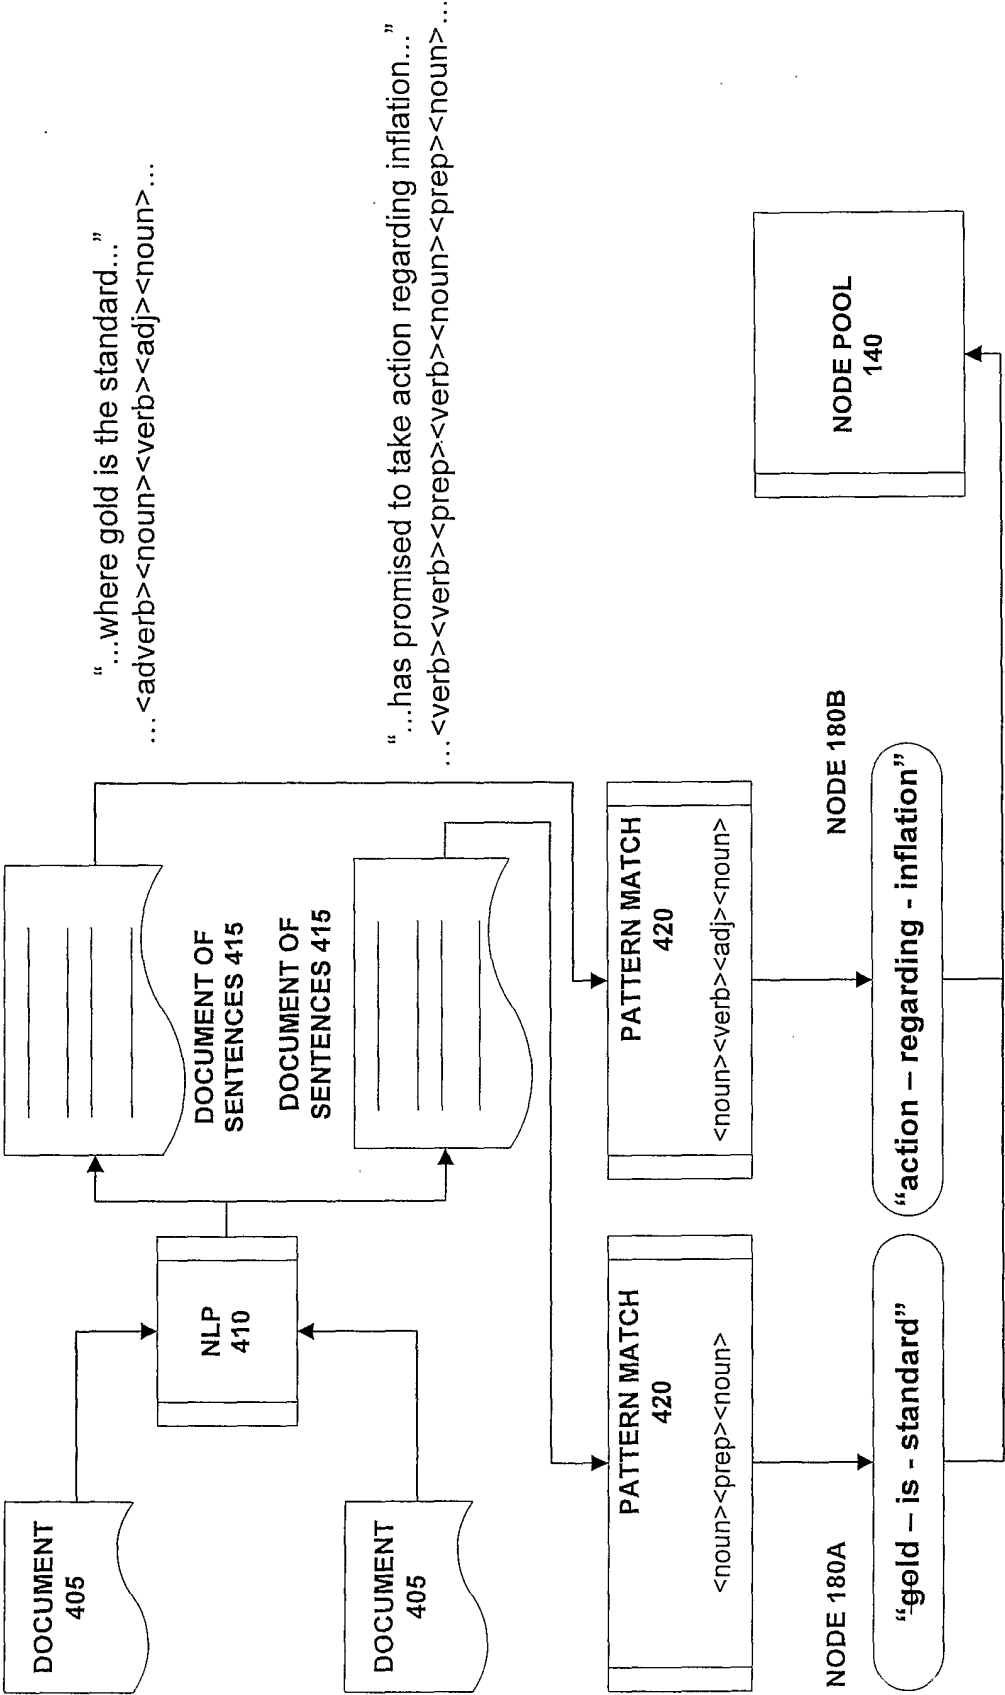 DOCUMENT
405
DOCUMENT
405
NLP
410
DOCUMENT OF
SENTENCES 415
DOCUMENT OF
SENTENCES 415
“...where gold is the standard...”
... <adverb><noun><verb><adj><noun>...
“...has promised to take action regarding inflation...”
... <verb><verb><prep><verb><noun><prep><noun>...
PATTERN MATCH
420
<noun><prep><noun>
PATTERN MATCH
420
<noun><verb><adj><noun>
NODE 180A
“gold – is - standard”
NODE 180B
“action – regarding - inflation”
NODE POOL
140